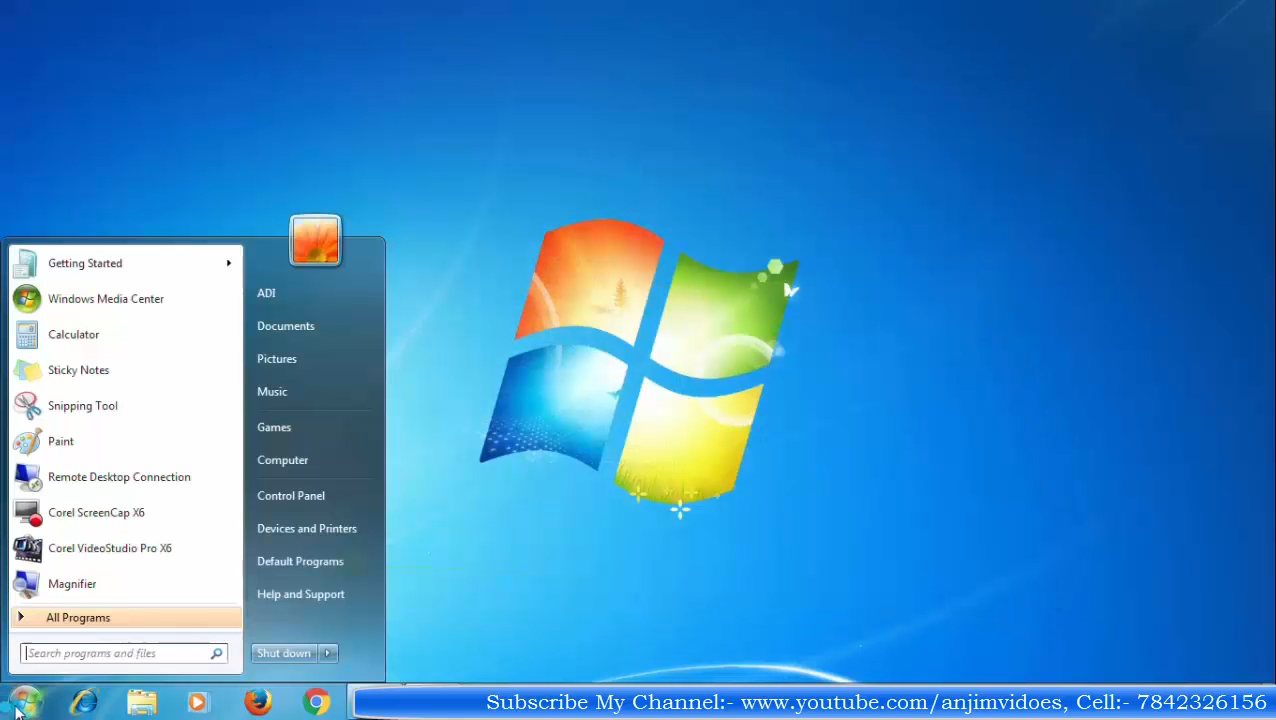 Getting Started
Windows Media Center
Calculator
Sticky Notes
Snipping Tool
Paint
Remote Desktop Connection
Corel ScreenCap X6
Corel VideoStudio Pro X6
Magnifier
All Programs
Search programs and files
ADI
Documents
Pictures
Music
Games
Computer
Control Panel
Devices and Printers
Default Programs
Help and Support
Shut down
Subscribe My Channel:- www.youtube.com/anjimvidoes, Cell:- 7842326156